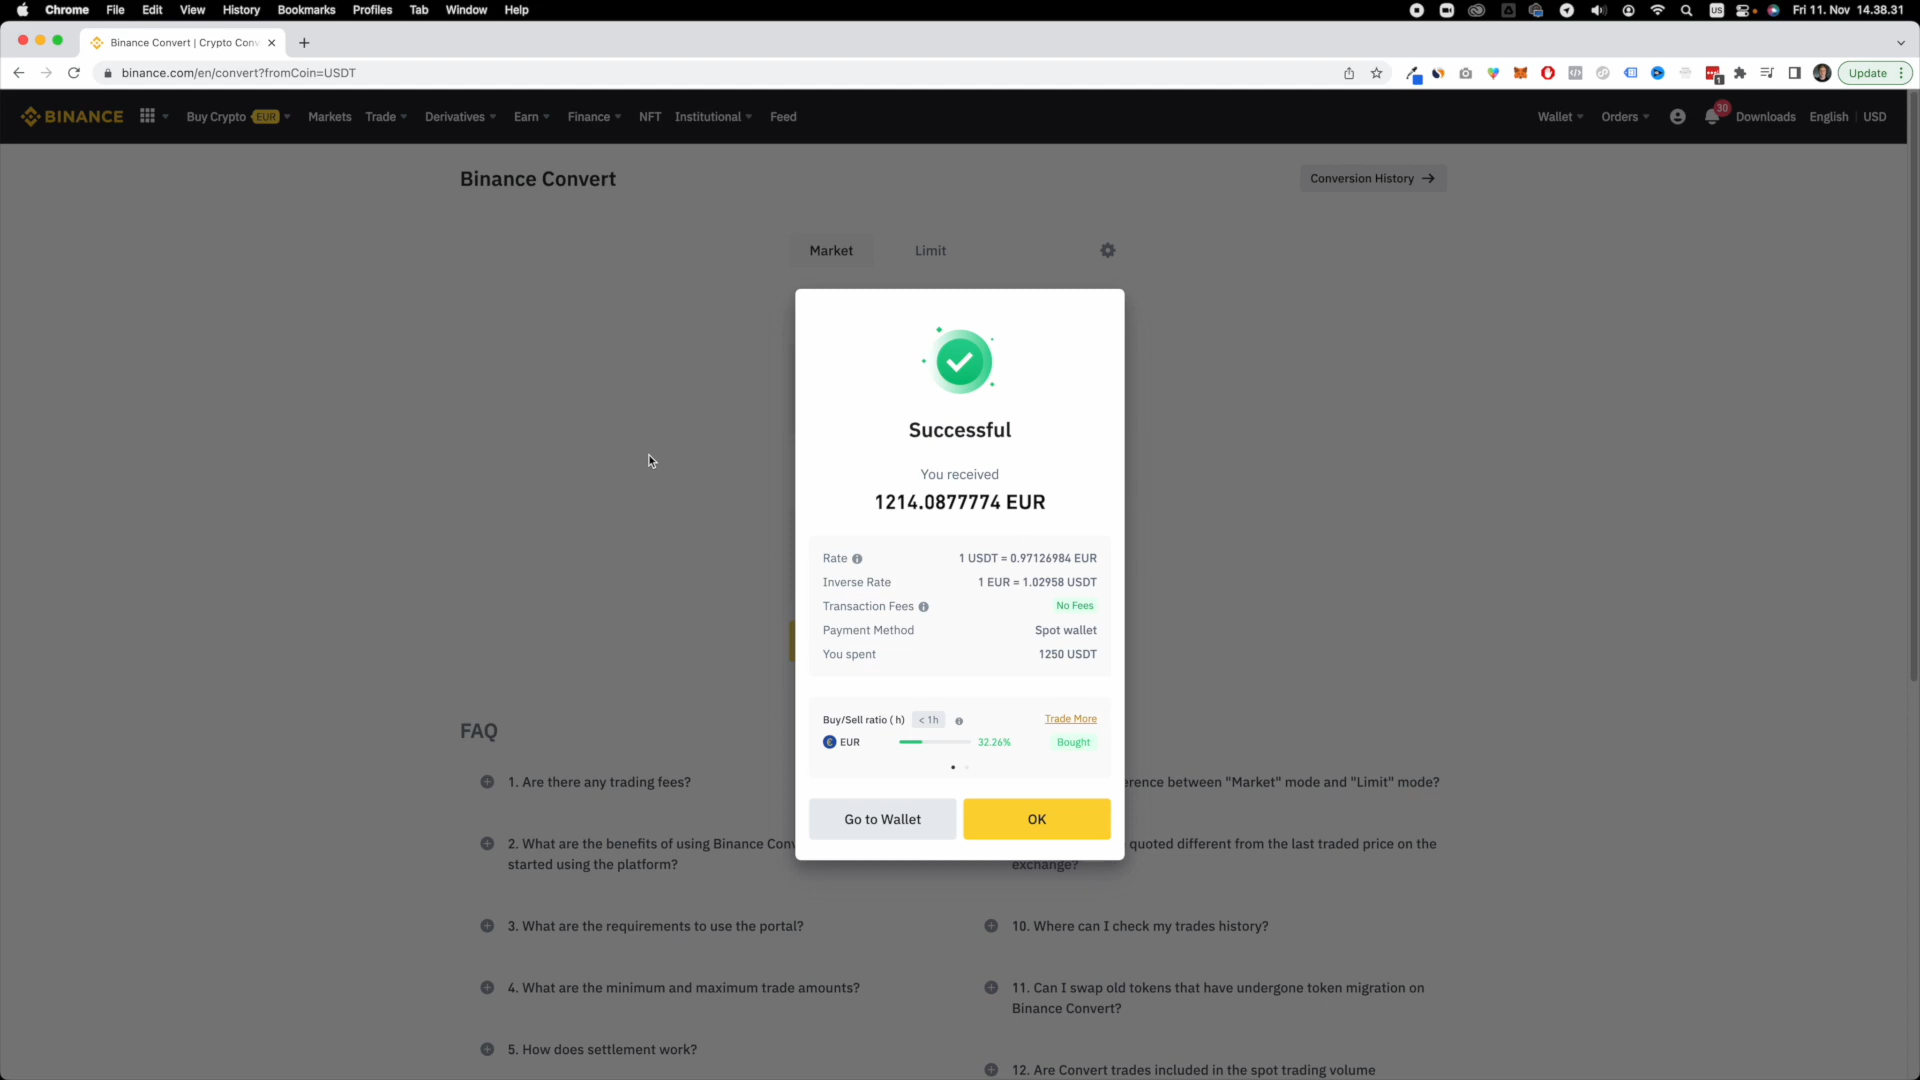 Chrome File Edit View History Bookmarks Profiles Tab Window Help US Fri 11. Nov 14.38.31
Binance Convert | Crypto Conv
binance.com/en/convert?fromCoin=USDT 1 Update
BINANCE Buy Crypto EUR Markets Trade Derivatives Earn Finance NFT Institutional Feed Wallet Orders 30 Downloads English USD
Binance Convert Conversion History →
Market Limit
Successful
You received
1214.0877774 EUR
Rate 1 USDT = 0.97126984 EUR
Inverse Rate 1 EUR = 1.02958 USDT
Transaction Fees No Fees
Payment Method Spot wallet
You spent 1250 USDT
Buy/Sell ratio ( h) < 1h Trade More
EUR 32.26% Bought
Go to Wallet OK
FAQ
1. Are there any trading fees?
2. What are the benefits of using Binance Conv
started using the platform?
3. What are the requirements to use the portal?
4. What are the minimum and maximum trade amounts?
5. How does settlement work?
erence between "Market" mode and "Limit" mode?
quoted different from the last traded price on the
exchange?
10. Where can I check my trades history?
11. Can I swap old tokens that have undergone token migration on
Binance Convert?
12. Are Convert trades included in the spot trading volume